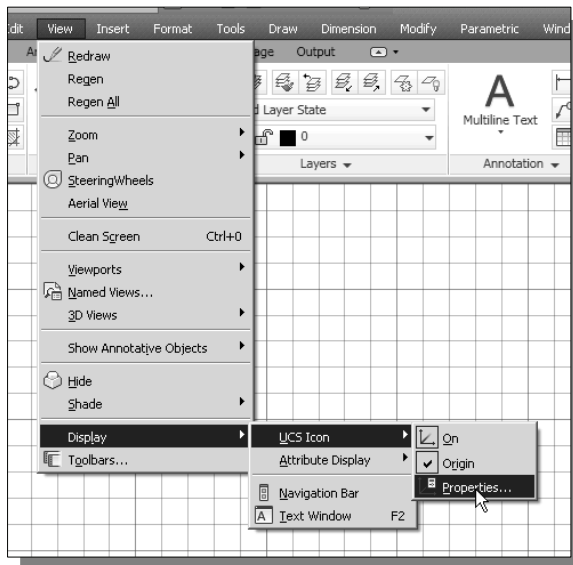 dit View Insert Format Tools Draw Dimension Modify Parametric Wind
A age Output
Redraw
Regen
Regen All
d Layer State
0
Layers
A
Multiline Text
Annotation
Zoom
Pan
SteeringWheels
Aerial View
Clean Screen Ctrl+0
Viewports
Named Views...
3D Views
Show Annotative Objects
Hide
Shade
Display
Toolbars...
UCS Icon
Attribute Display
Navigation Bar
A Text Window F2
On
Origin
Properties...